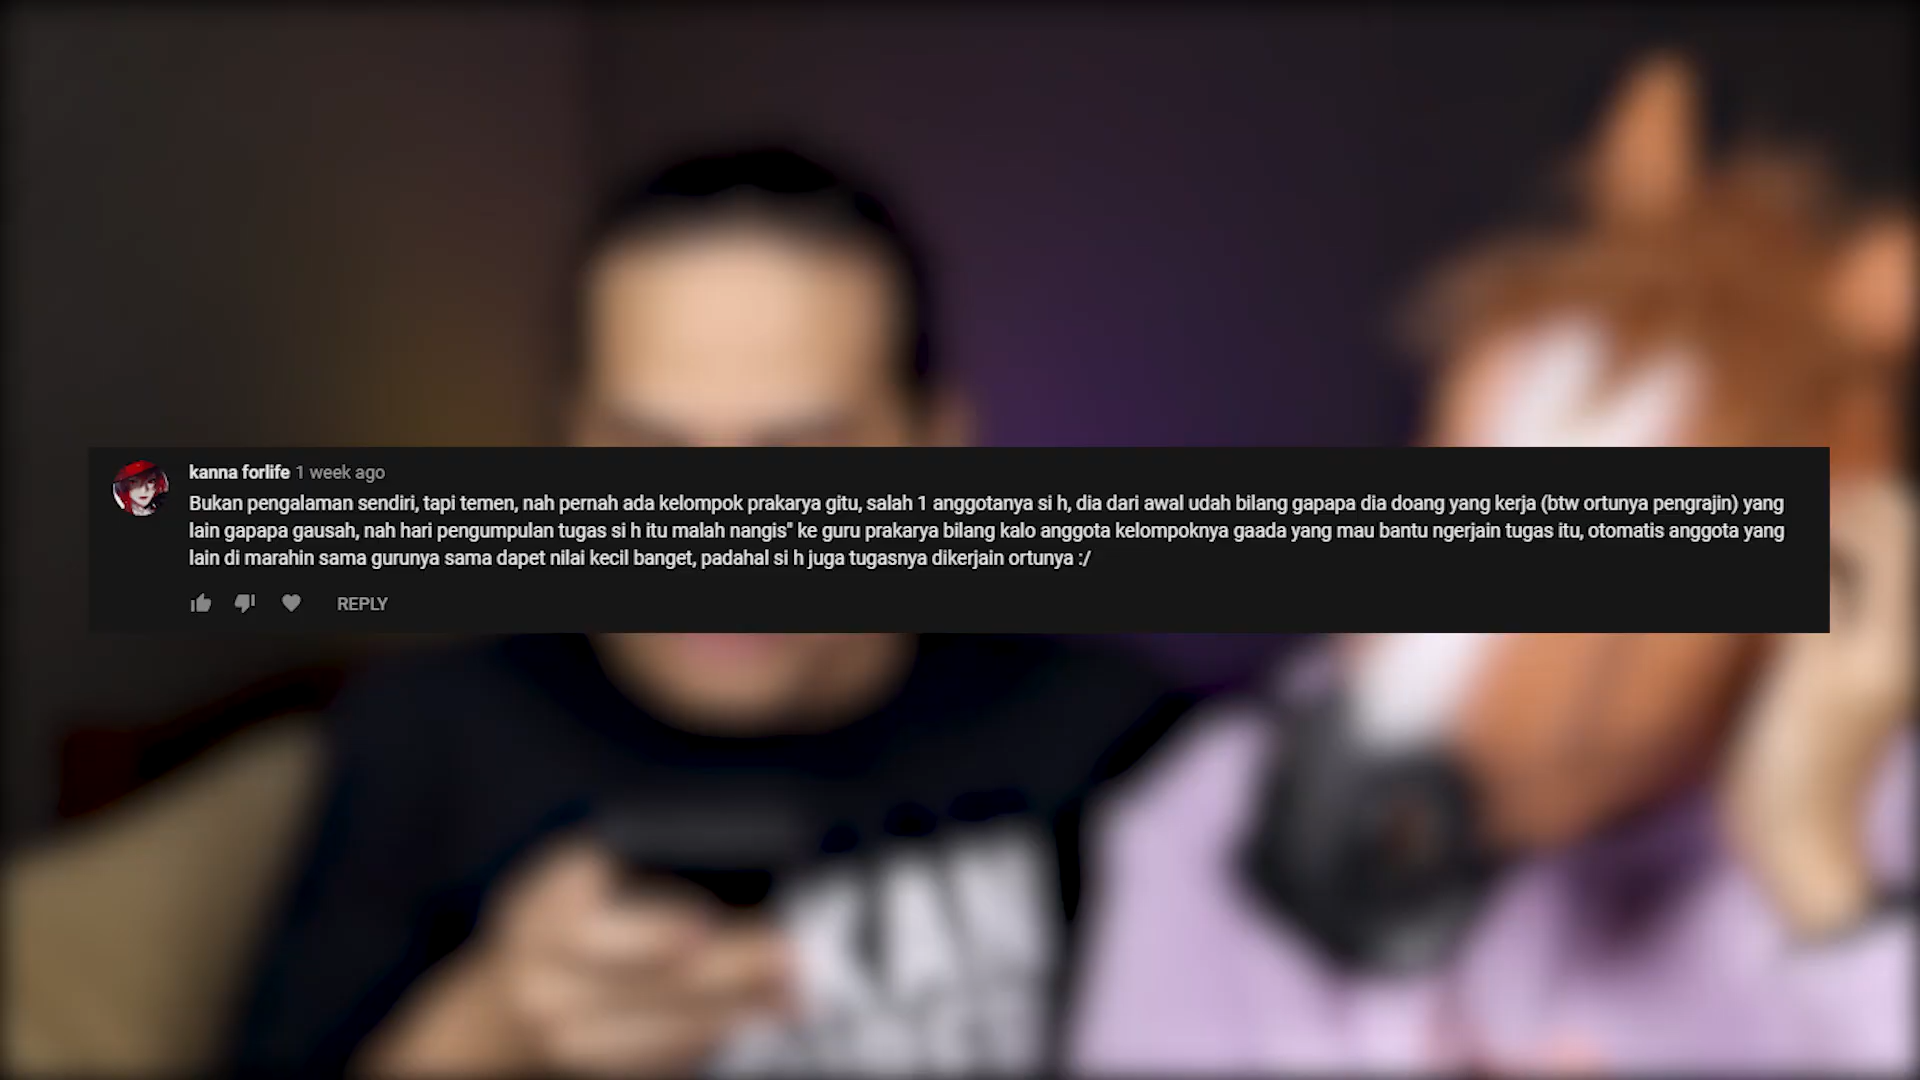 kanna forlife 1 week ago
Bukan pengalaman sendiri, tapi temen, nah pernah ada kelompok prakarya gitu, salah 1 anggotanya si h, dia dari awal udah bilang gapapa dia doang yang kerja (btw ortunya pengrajin) yang
lain gapapa gausah, nah hari pengumpulan tugas si h itu malah nangis" ke guru prakarya bilang kalo anggota kelompoknya gaada yang mau bantu ngerjain tugas itu, otomatis anggota yang
lain di marahin sama gurunya sama dapet nilai kecil banget, padahal si h juga tugasnya dikerjain ortunya :/
REPLY